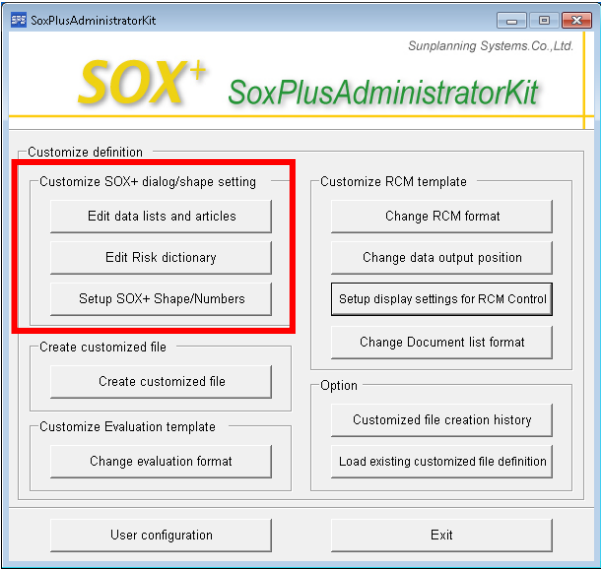 SPS SoxPlusAdministratorKit
Sunplanning Systems.Co.,Ltd.
SOX+ SoxPlusAdministratorKit
Customize definition
Customize SOX+ dialog/shape setting
Edit data lists and articles
Edit Risk dictionary
Setup SOX+ Shape/Numbers
Create customized file
Create customized file
Customize Evaluation template
Change evaluation format
Customize RCM template
Change RCM format
Change data output position
Setup display settings for RCM Control
Change Document list format
Option
Customized file creation history
Load existing customized file definition
User configuration
Exit